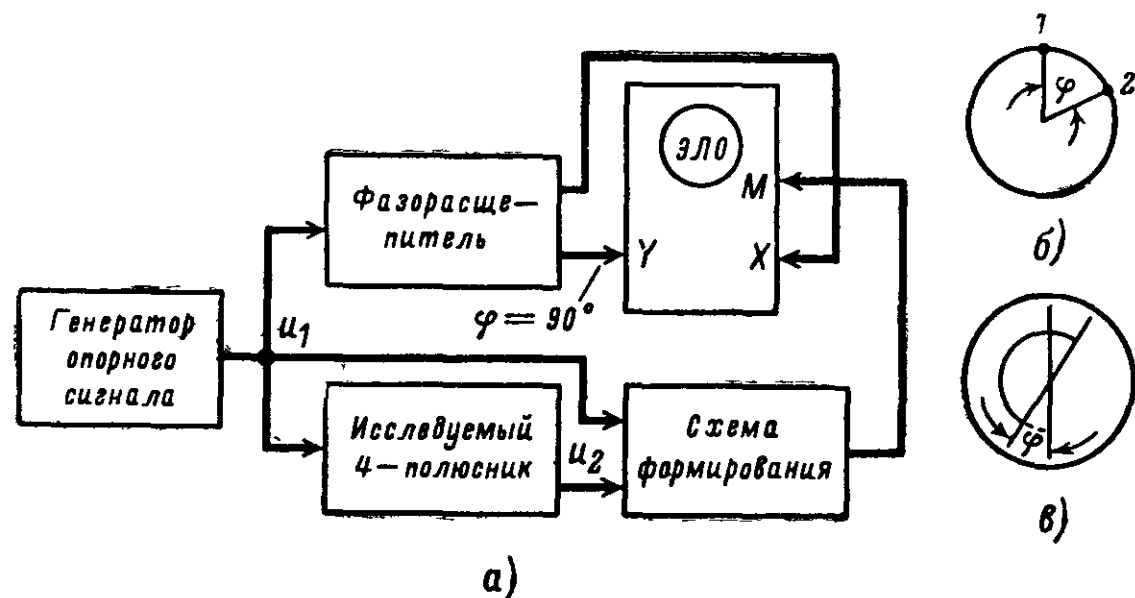 Генератор
опорного
сигнала
u₁
Фазорасще—
питель
φ = 90°
ЭЛО
M
Y
X
Исследуемый
4—полюсник
u₂
Схема
формирования
а)
1
φ
2
б)
φ
в)